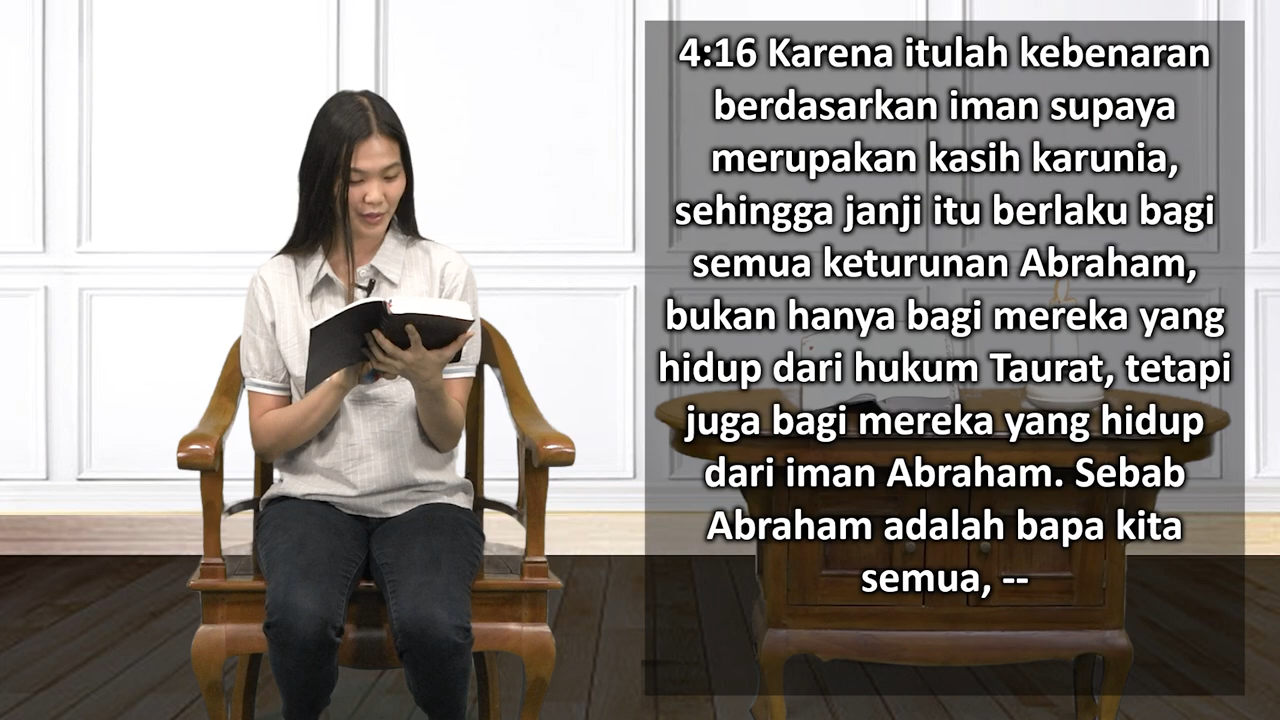 4:16 Karena itulah kebenaran
berdasarkan iman supaya
merupakan kasih karunia,
sehingga janji itu berlaku bagi
semua keturunan Abraham,
bukan hanya bagi mereka yang
hidup dari hukum Taurat, tetapi
juga bagi mereka yang hidup
dari iman Abraham. Sebab
Abraham adalah bapa kita
semua, --